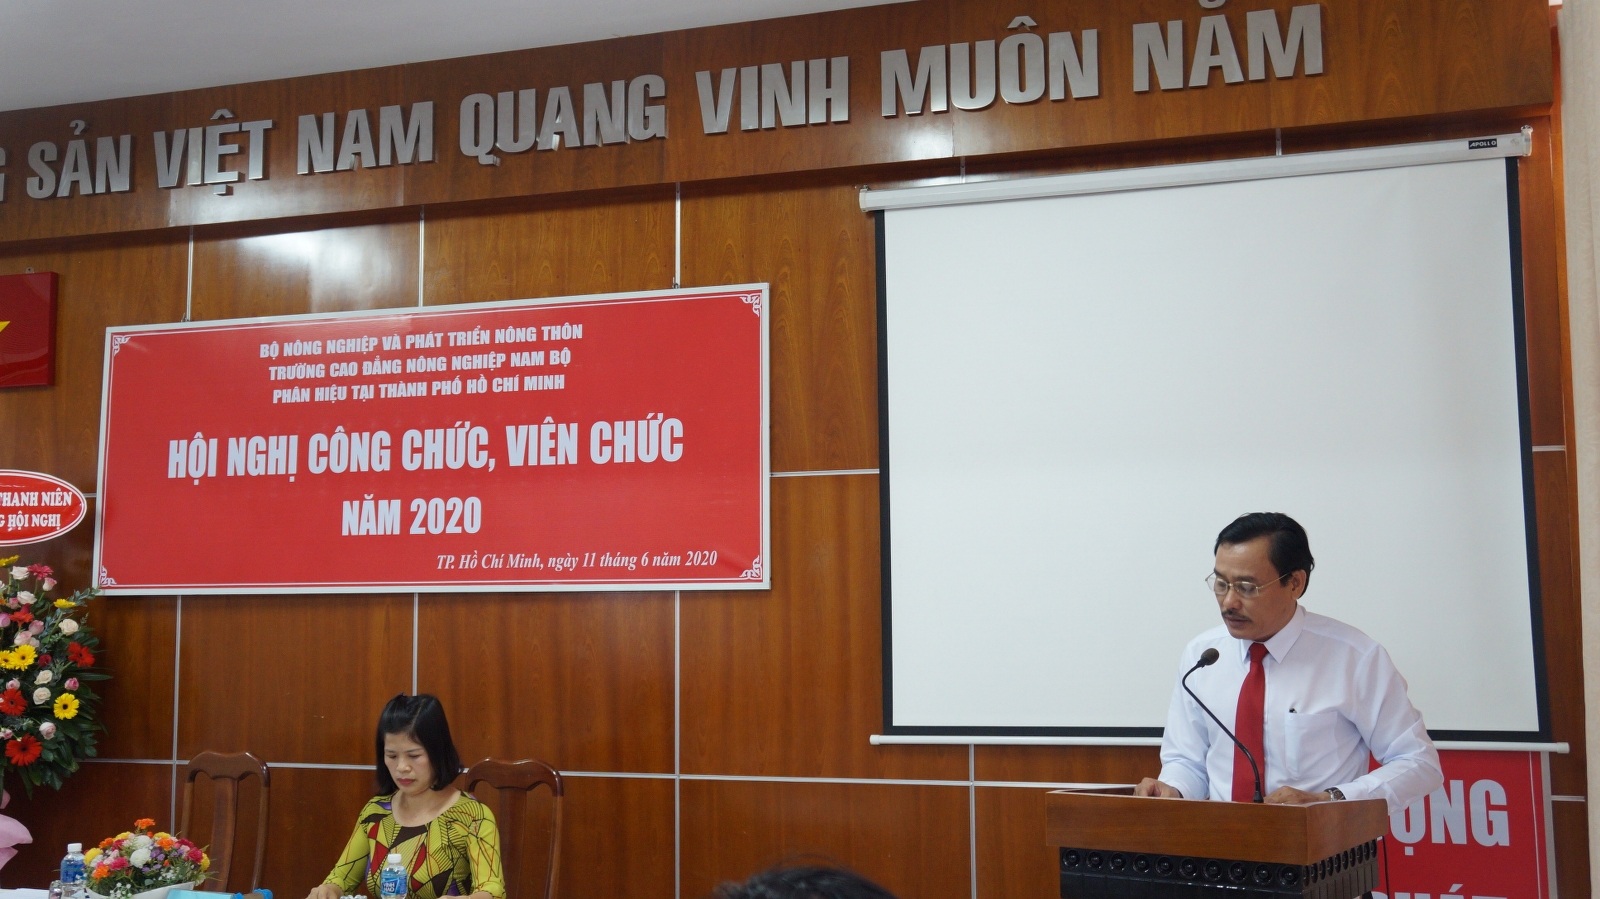 SẢN VIỆT NAM QUANG VINH MUÔN NĂM
APOLLO
BỘ NÔNG NGHIỆP VÀ PHÁT TRIỂN NÔNG THÔN
TRƯỜNG CAO ĐẲNG NÔNG NGHIỆP NAM BỘ
PHÂN HIỆU TẠI THÀNH PHỐ HỒ CHÍ MINH
HỘI NGHỊ CÔNG CHỨC, VIÊN CHỨC
NĂM 2020
TP. Hồ Chí Minh, ngày 11 tháng 6 năm 2020
THANH NIÊN
G HỘI NGHỊ
ỘNG
VĨNH HẢO